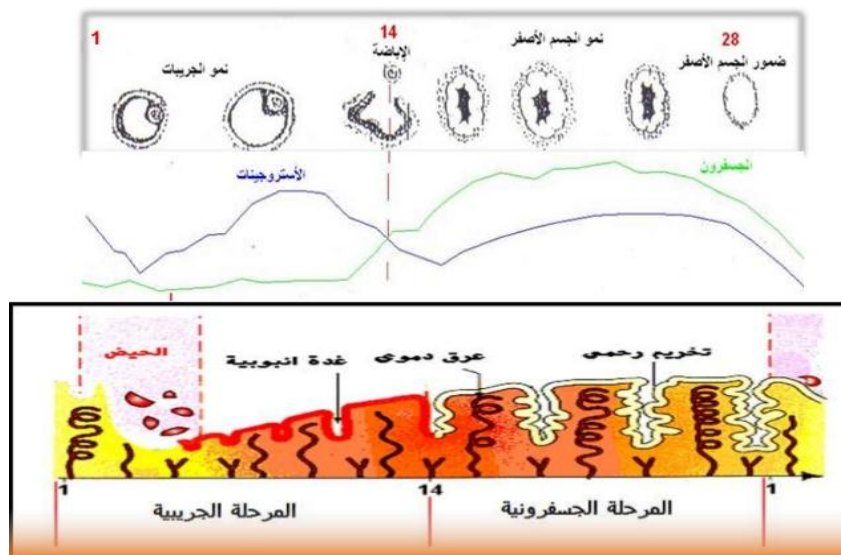 1
14
28
نمو الجريبات
الإباضة
نمو الجسم الأصفر
ضمور الجسم الأصفر
الأستروجينات
الجسفرون
الحيض
غدة انبوبية
عرق دموي
تخريم رحمي
1
14
1
المرحلة الجريبية
المرحلة الجسفرونية